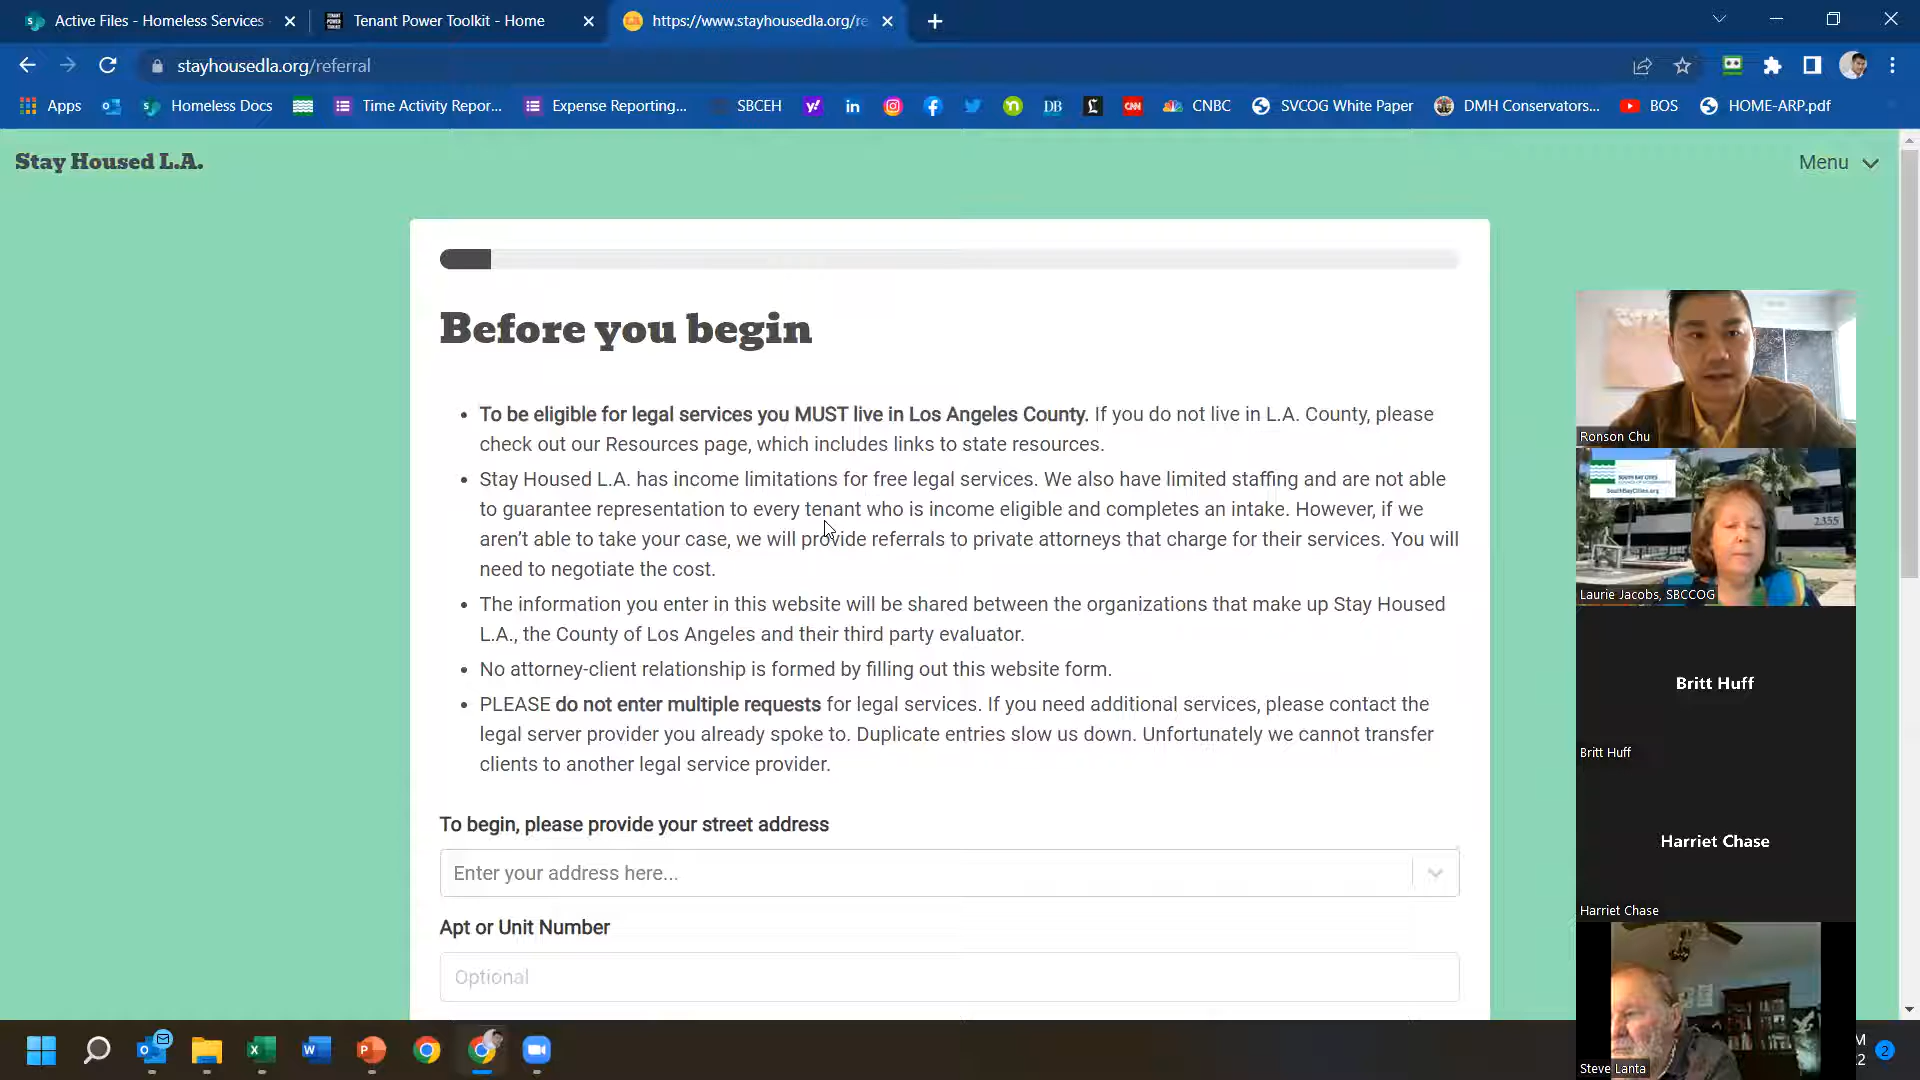 Active Files - Homeless Services
Tenant Power Toolkit - Home
https://www.stayhousedla.org/re
stayhousedla.org/referral
Apps
Homeless Docs
Time Activity Repor...
Expense Reporting...
SBCEH
y!
in
DB
L
CNN
CNBC
SVCOG White Paper
DMH Conservators...
BOS
HOME-ARP.pdf
Stay Housed L.A.
Menu
Before you begin
• To be eligible for legal services you MUST live in Los Angeles County. If you do not live in L.A. County, please
check out our Resources page, which includes links to state resources.
• Stay Housed L.A. has income limitations for free legal services. We also have limited staffing and are not able
to guarantee representation to every tenant who is income eligible and completes an intake. However, if we
aren't able to take your case, we will provide referrals to private attorneys that charge for their services. You will
need to negotiate the cost.
• The information you enter in this website will be shared between the organizations that make up Stay Housed
L.A., the County of Los Angeles and their third party evaluator.
• No attorney-client relationship is formed by filling out this website form.
• PLEASE do not enter multiple requests for legal services. If you need additional services, please contact the
legal server provider you already spoke to. Duplicate entries slow us down. Unfortunately we cannot transfer
clients to another legal service provider.
To begin, please provide your street address
Enter your address here...
Apt or Unit Number
Optional
Ronson Chu
SouthBayCities.org
2355
Laurie Jacobs, SBCCOG
Britt Huff
Britt Huff
Harriet Chase
Harriet Chase
Steve Lanta
M
2
2